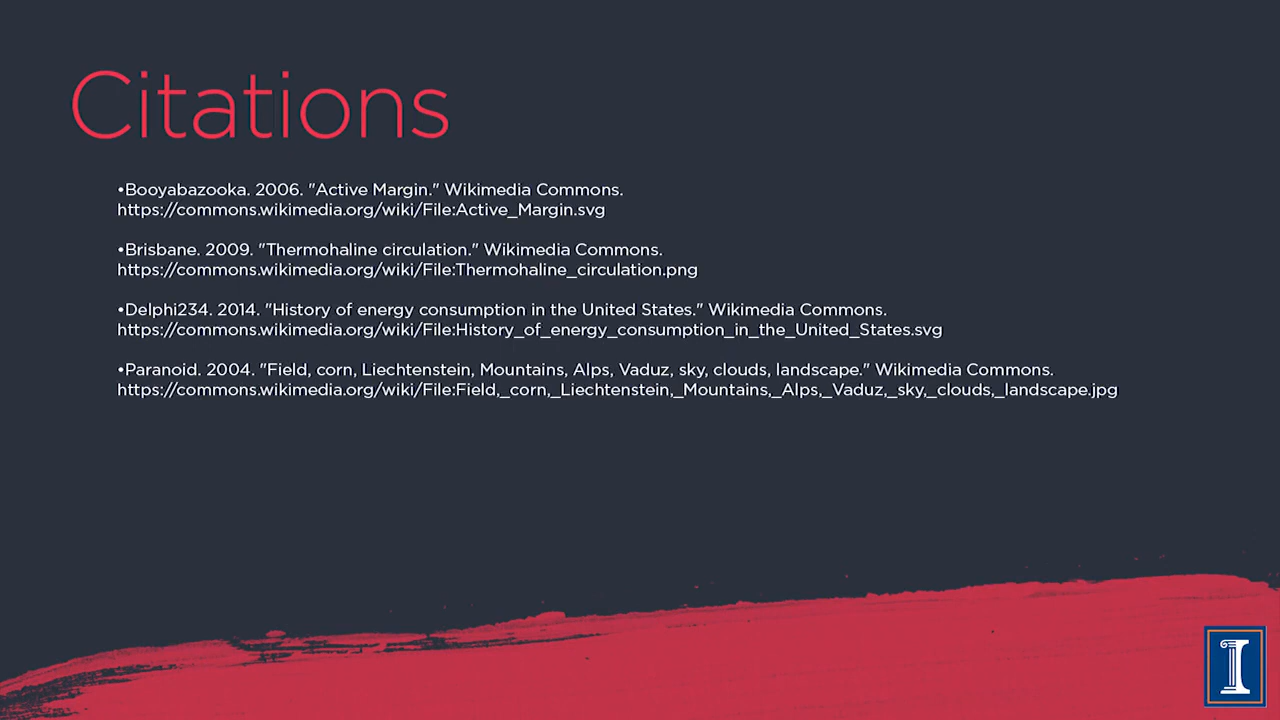 Citations
•Booyabazooka. 2006. "Active Margin." Wikimedia Commons.
https://commons.wikimedia.org/wiki/File:Active_Margin.svg
•Brisbane. 2009. "Thermohaline circulation." Wikimedia Commons.
https://commons.wikimedia.org/wiki/File:Thermohaline_circulation.png
•Delphi234. 2014. "History of energy consumption in the United States." Wikimedia Commons.
https://commons.wikimedia.org/wiki/File:History_of_energy_consumption_in_the_United_States.svg
•Paranoid. 2004. "Field, corn, Liechtenstein, Mountains, Alps, Vaduz, sky, clouds, landscape." Wikimedia Commons.
https://commons.wikimedia.org/wiki/File:Field,_corn,_Liechtenstein,_Mountains,_Alps,_Vaduz,_sky,_clouds,_landscape.jpg
I